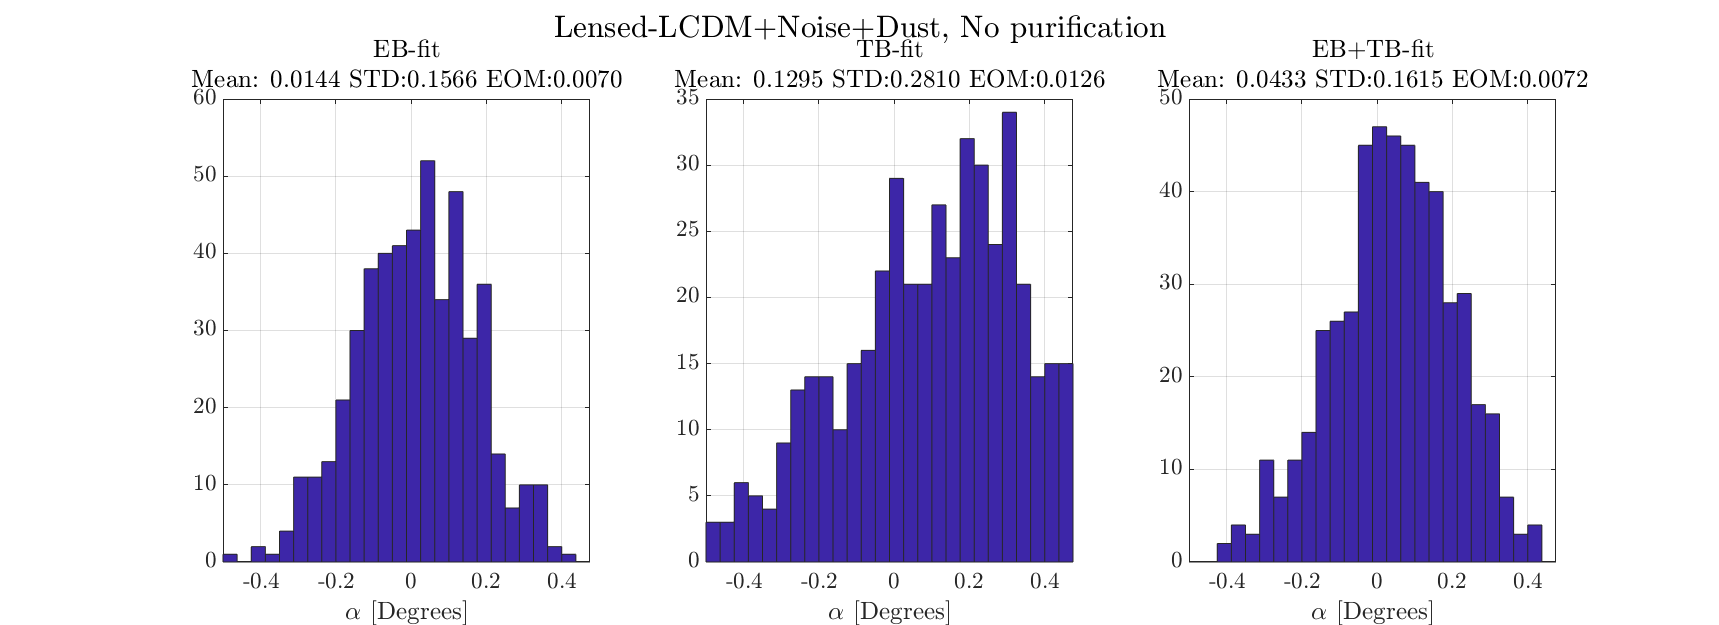 Lensed-LCDM+Noise+Dust, No purification
EB-fit
Mean: 0.0144 STD:0.1566 EOM:0.0070
60
50
40
30
20
10
0
-0.4 -0.2 0 0.2 0.4
α [Degrees]
TB-fit
Mean: 0.1295 STD:0.2810 EOM:0.0126
35
30
25
20
15
10
5
0
-0.4 -0.2 0 0.2 0.4
α [Degrees]
EB+TB-fit
Mean: 0.0433 STD:0.1615 EOM:0.0072
50
40
30
20
10
0
-0.4 -0.2 0 0.2 0.4
α [Degrees]